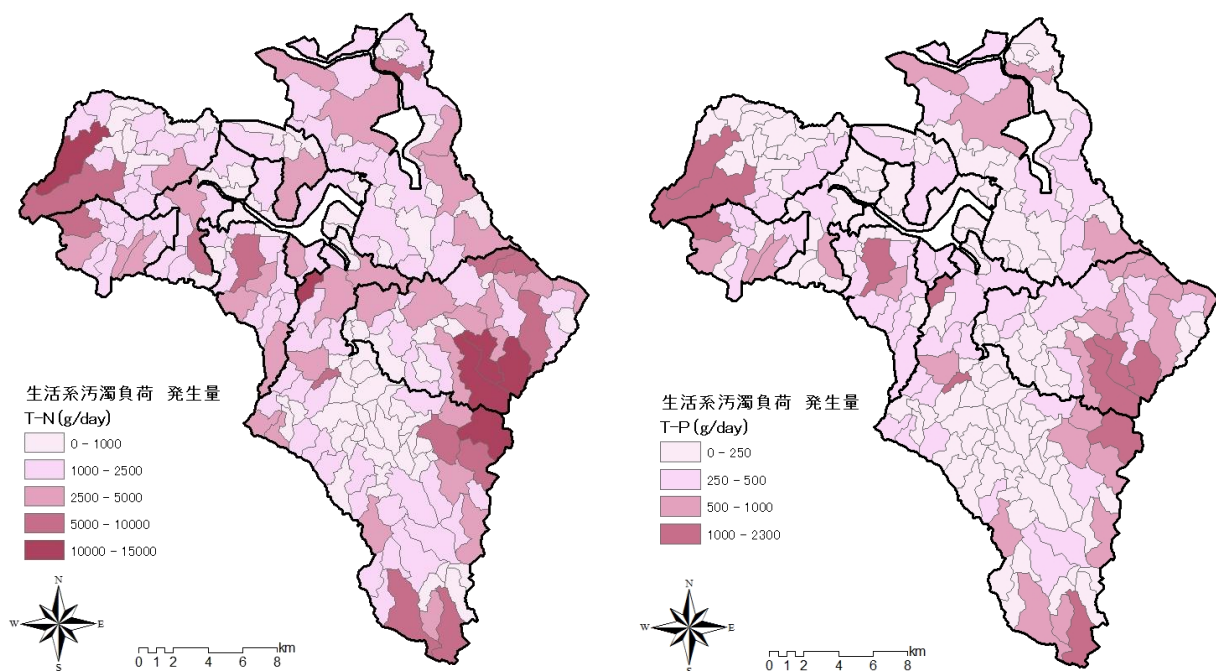 生活系汚濁負荷 発生量
T-N(g/day)
0 - 1000
1000 - 2500
2500 - 5000
5000 - 10000
10000 - 15000
N
W
E
S
km
0 1 2 4 6 8
生活系汚濁負荷 発生量
T-P(g/day)
0 - 250
250 - 500
500 - 1000
1000 - 2300
N
W
E
S
km
0 1 2 4 6 8